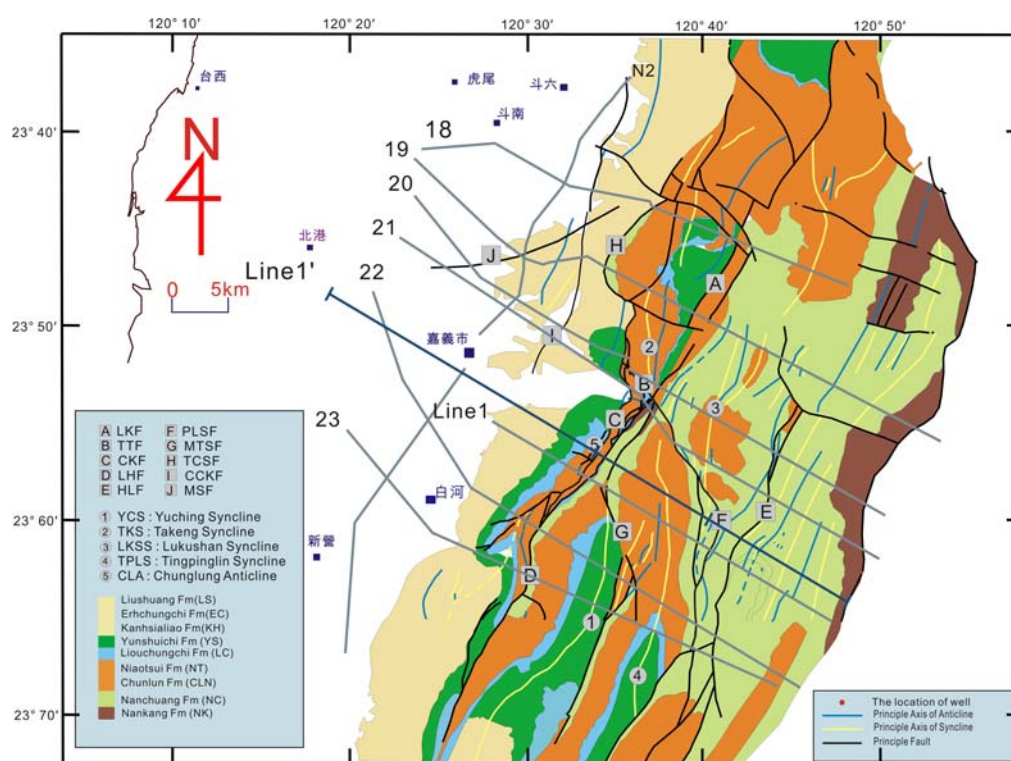 120° 10' 120° 20' 120° 30' 120° 40' 120° 50'
23° 40'
23° 50'
23° 60'
23° 70'
台西
虎尾
斗六
斗南
N2
N
北港
0 5km
18
19
20
21
22
23
Line1'
Line1
嘉義市
白河
新營
J
H
A
I
2
B
3
C
5
F
E
G
D
1
4
A LKF F PLSF
B TTF G MTSF
C CKF H TCSF
D LHF I CCKF
E HLF J MSF
1 YCS : Yuching Syncline
2 TKS : Takeng Syncline
3 LKSS : Lukushan Syncline
4 TPLS : Tingpinglin Syncline
5 CLA : Chunglung Anticline
Liushuang Fm(LS)
Erhchungchi Fm(EC)
Kanhsialiao Fm(KH)
Yunshuichi Fm (YS)
Liouchungchi Fm (LC)
Niaotsui Fm (NT)
Chunlun Fm (CLN)
Nanchuang Fm (NC)
Nankang Fm (NK)
The location of well
Principle Axis of Anticline
Principle Axis of Syncline
Principle Fault